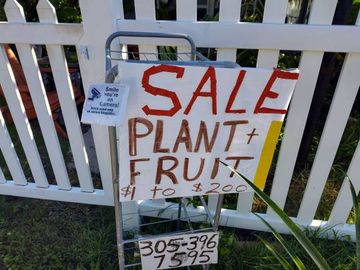 Smile
you're on
Camera!
SALE
PLANT +
FRUIT
$1 TO $200
305-396
7595